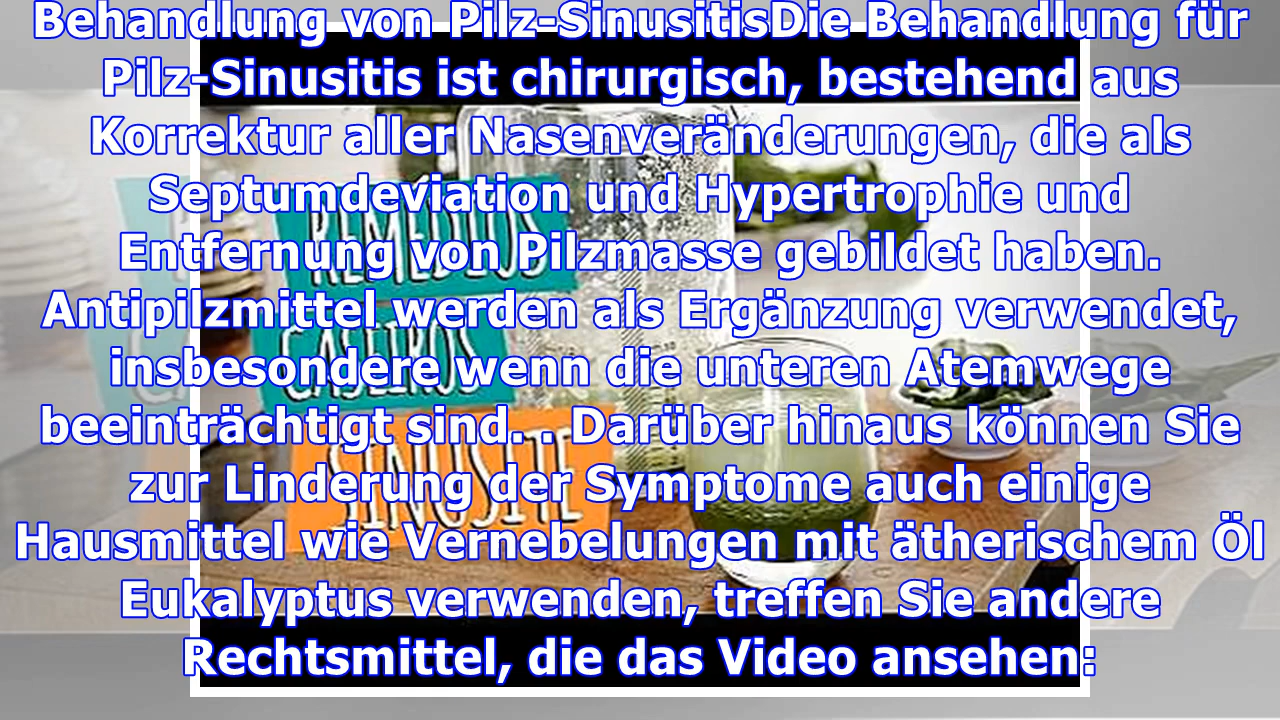 Behandlung von Pilz-SinusitisDie Behandlung für
Pilz-Sinusitis ist chirurgisch, bestehend aus
Korrektur aller Nasenveränderungen, die als
Septumdeviation und Hypertrophie und
Entfernung von Pilzmasse gebildet haben.
Antipilzmittel werden als Ergänzung verwendet,
insbesondere wenn die unteren Atemwege
beeinträchtigt sind. . Darüber hinaus können Sie
zur Linderung der Symptome auch einige
Hausmittel wie Vernebelungen mit ätherischem Öl
Eukalyptus verwenden, treffen Sie andere
Rechtsmittel, die das Video ansehen:
REMÉDIOS
CASEIROS
SINUSITE